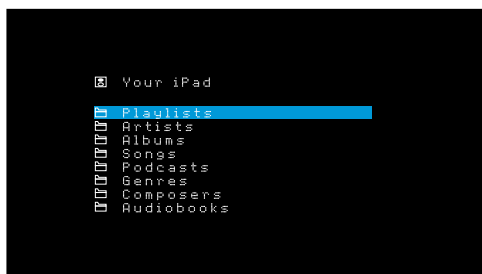 Your iPad
Playlists
Artists
Albums
Songs
Podcasts
Genres
Composers
Audiobooks